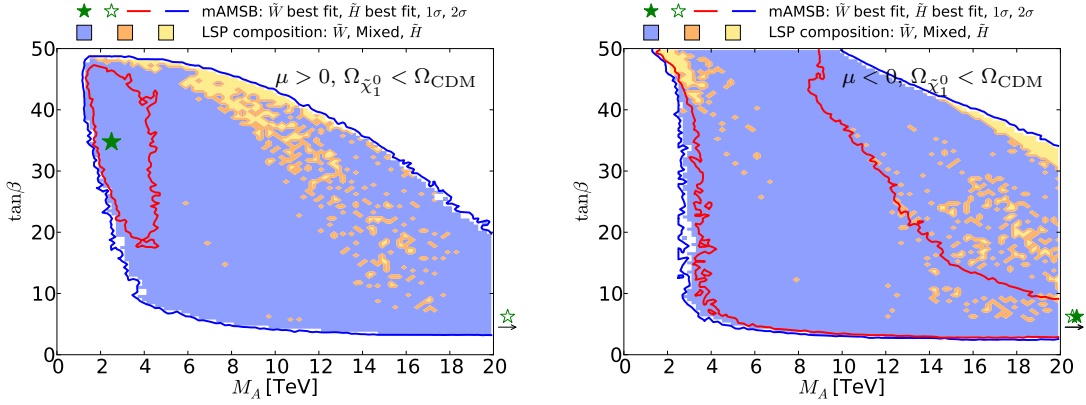 mAMSB: W̃ best fit, H̃ best fit, 1σ, 2σ
LSP composition: W̃, Mixed, H̃
μ > 0, Ω_χ̃⁰₁ < Ω_CDM
50
40
30
20
10
0
tanβ
0 2 4 6 8 10 12 14 16 18 20
M_A [TeV]
mAMSB: W̃ best fit, H̃ best fit, 1σ, 2σ
LSP composition: W̃, Mixed, H̃
μ < 0, Ω_χ̃⁰₁ < Ω_CDM
50
40
30
20
10
0
tanβ
0 2 4 6 8 10 12 14 16 18 20
M_A [TeV]